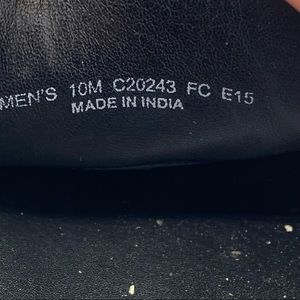 MEN'S 10M C20243 FC E15
MADE IN INDIA